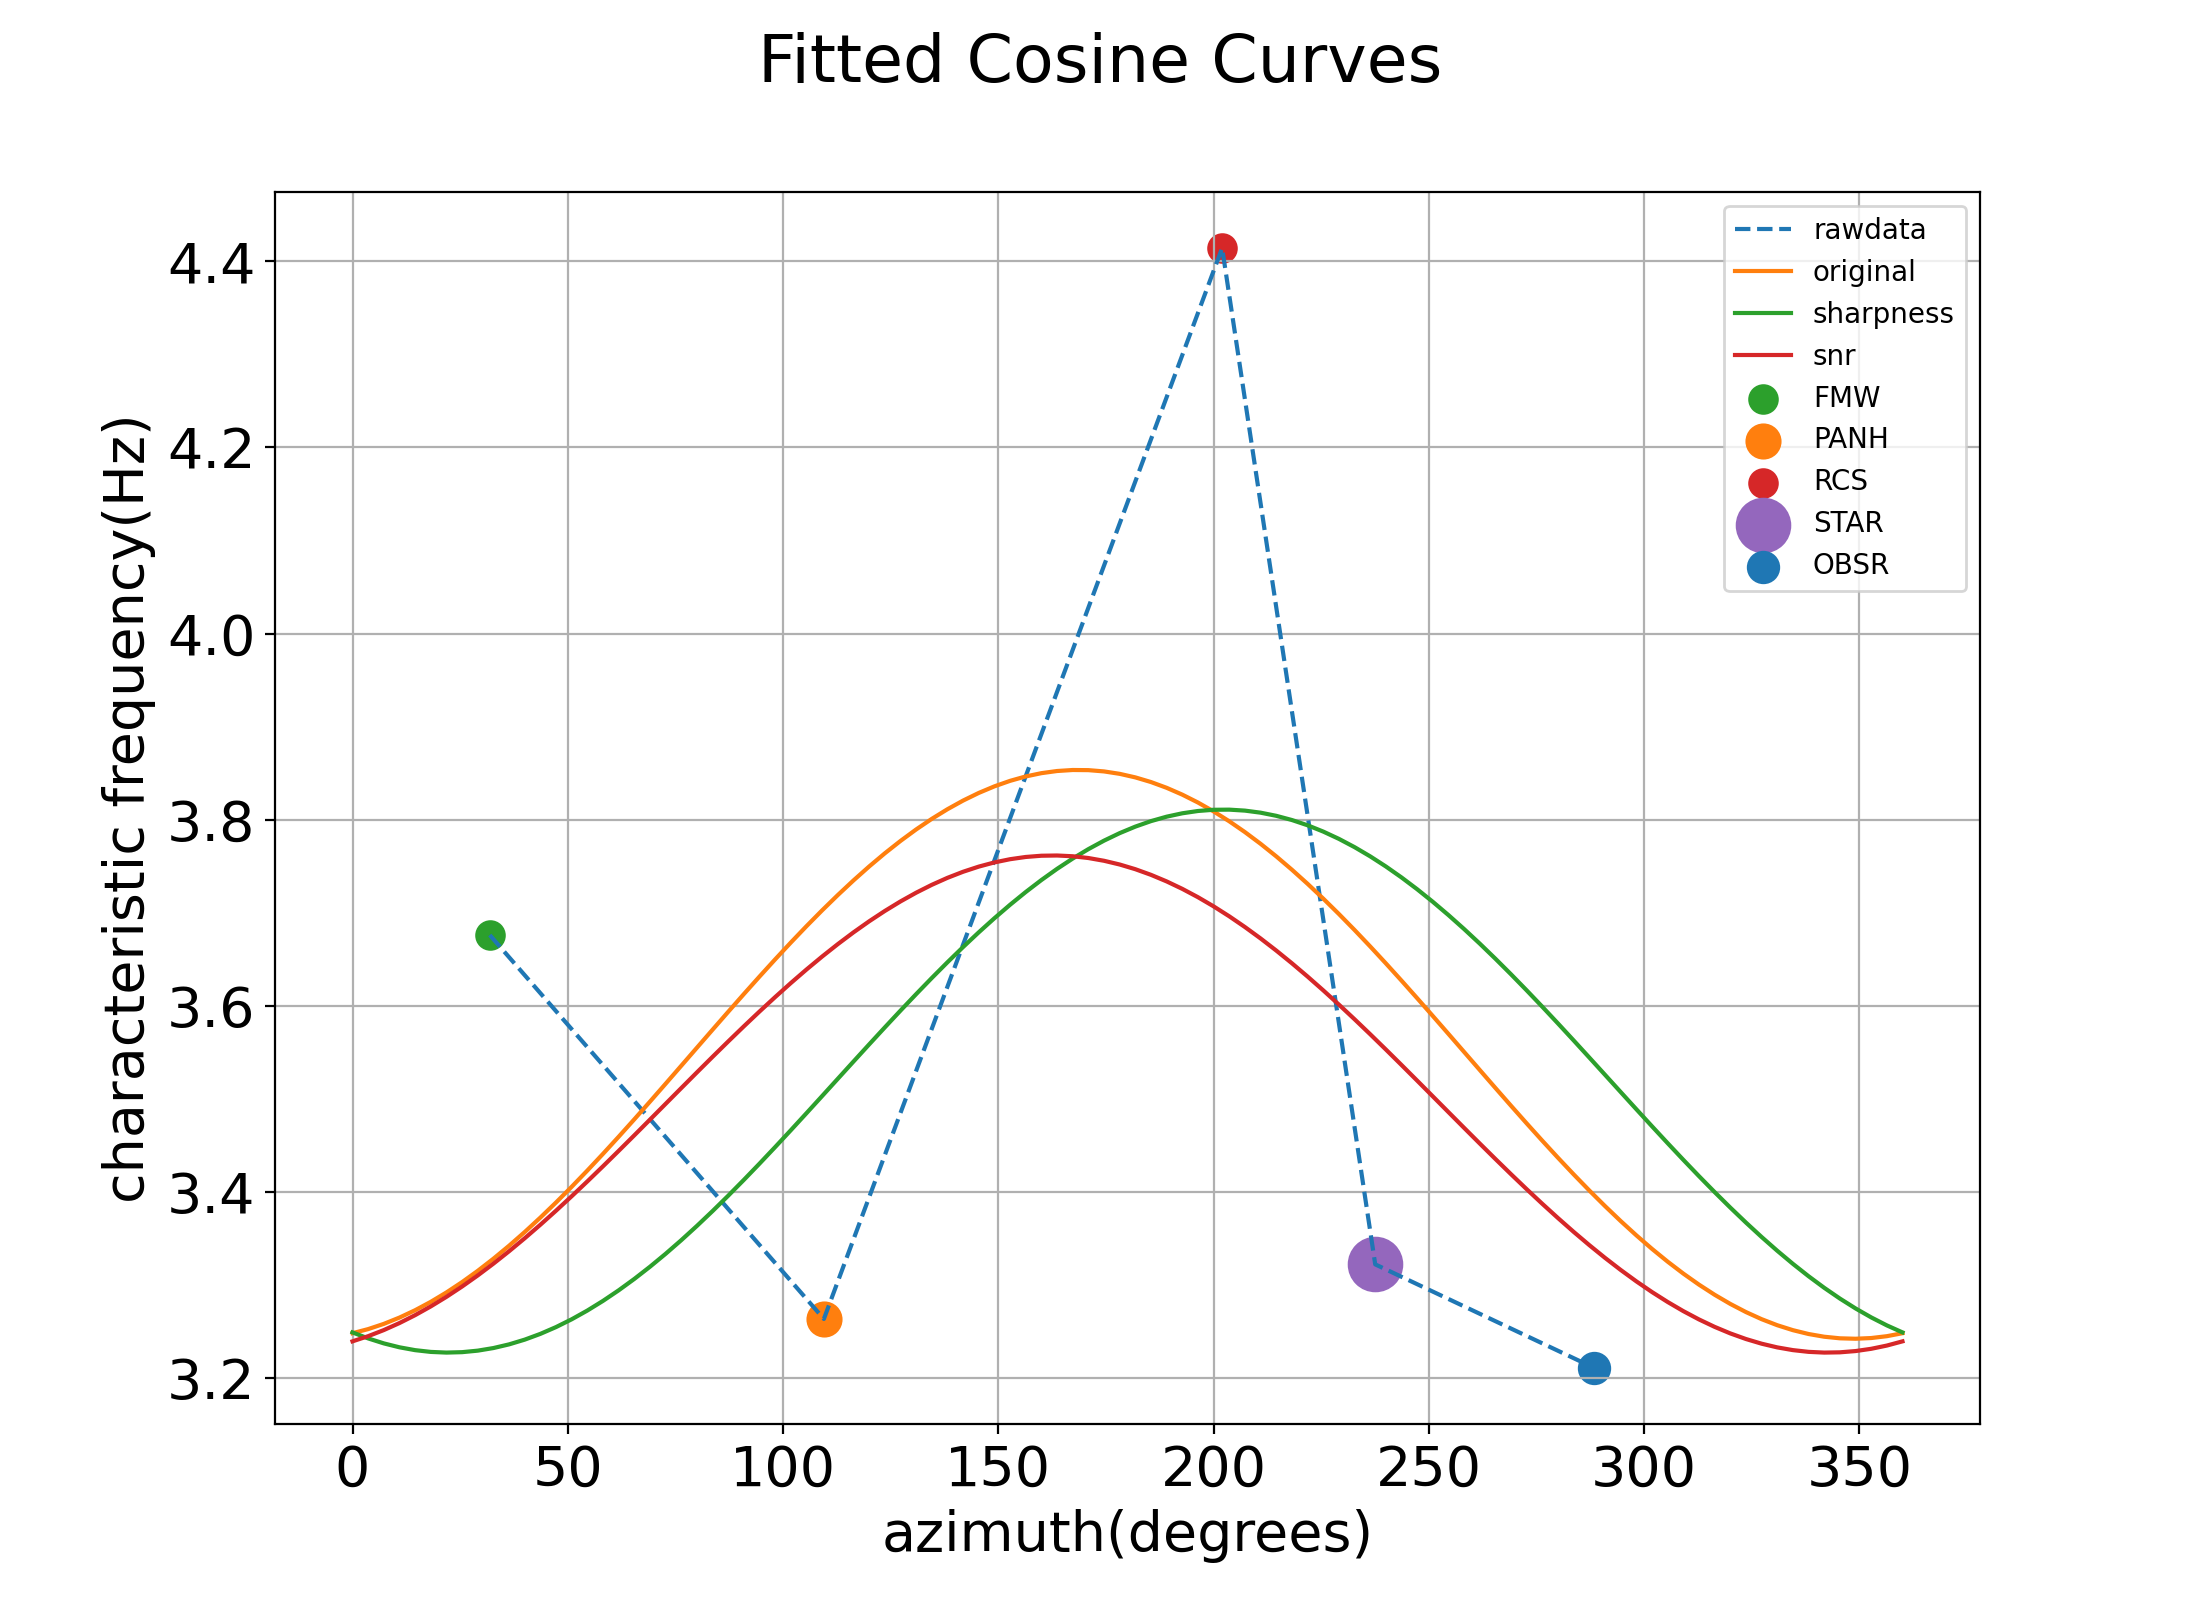 Fitted Cosine Curves
characteristic frequency(Hz)
4.4
4.2
4.0
3.8
3.6
3.4
3.2
rawdata
original
sharpness
snr
FMW
PANH
RCS
STAR
OBSR
0 50 100 150 200 250 300 350
azimuth(degrees)